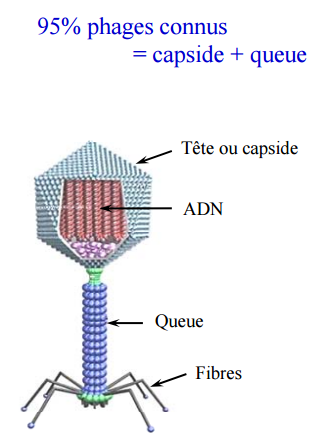 95% phages connus
= capside + queue
Tête ou capside
ADN
Queue
Fibres